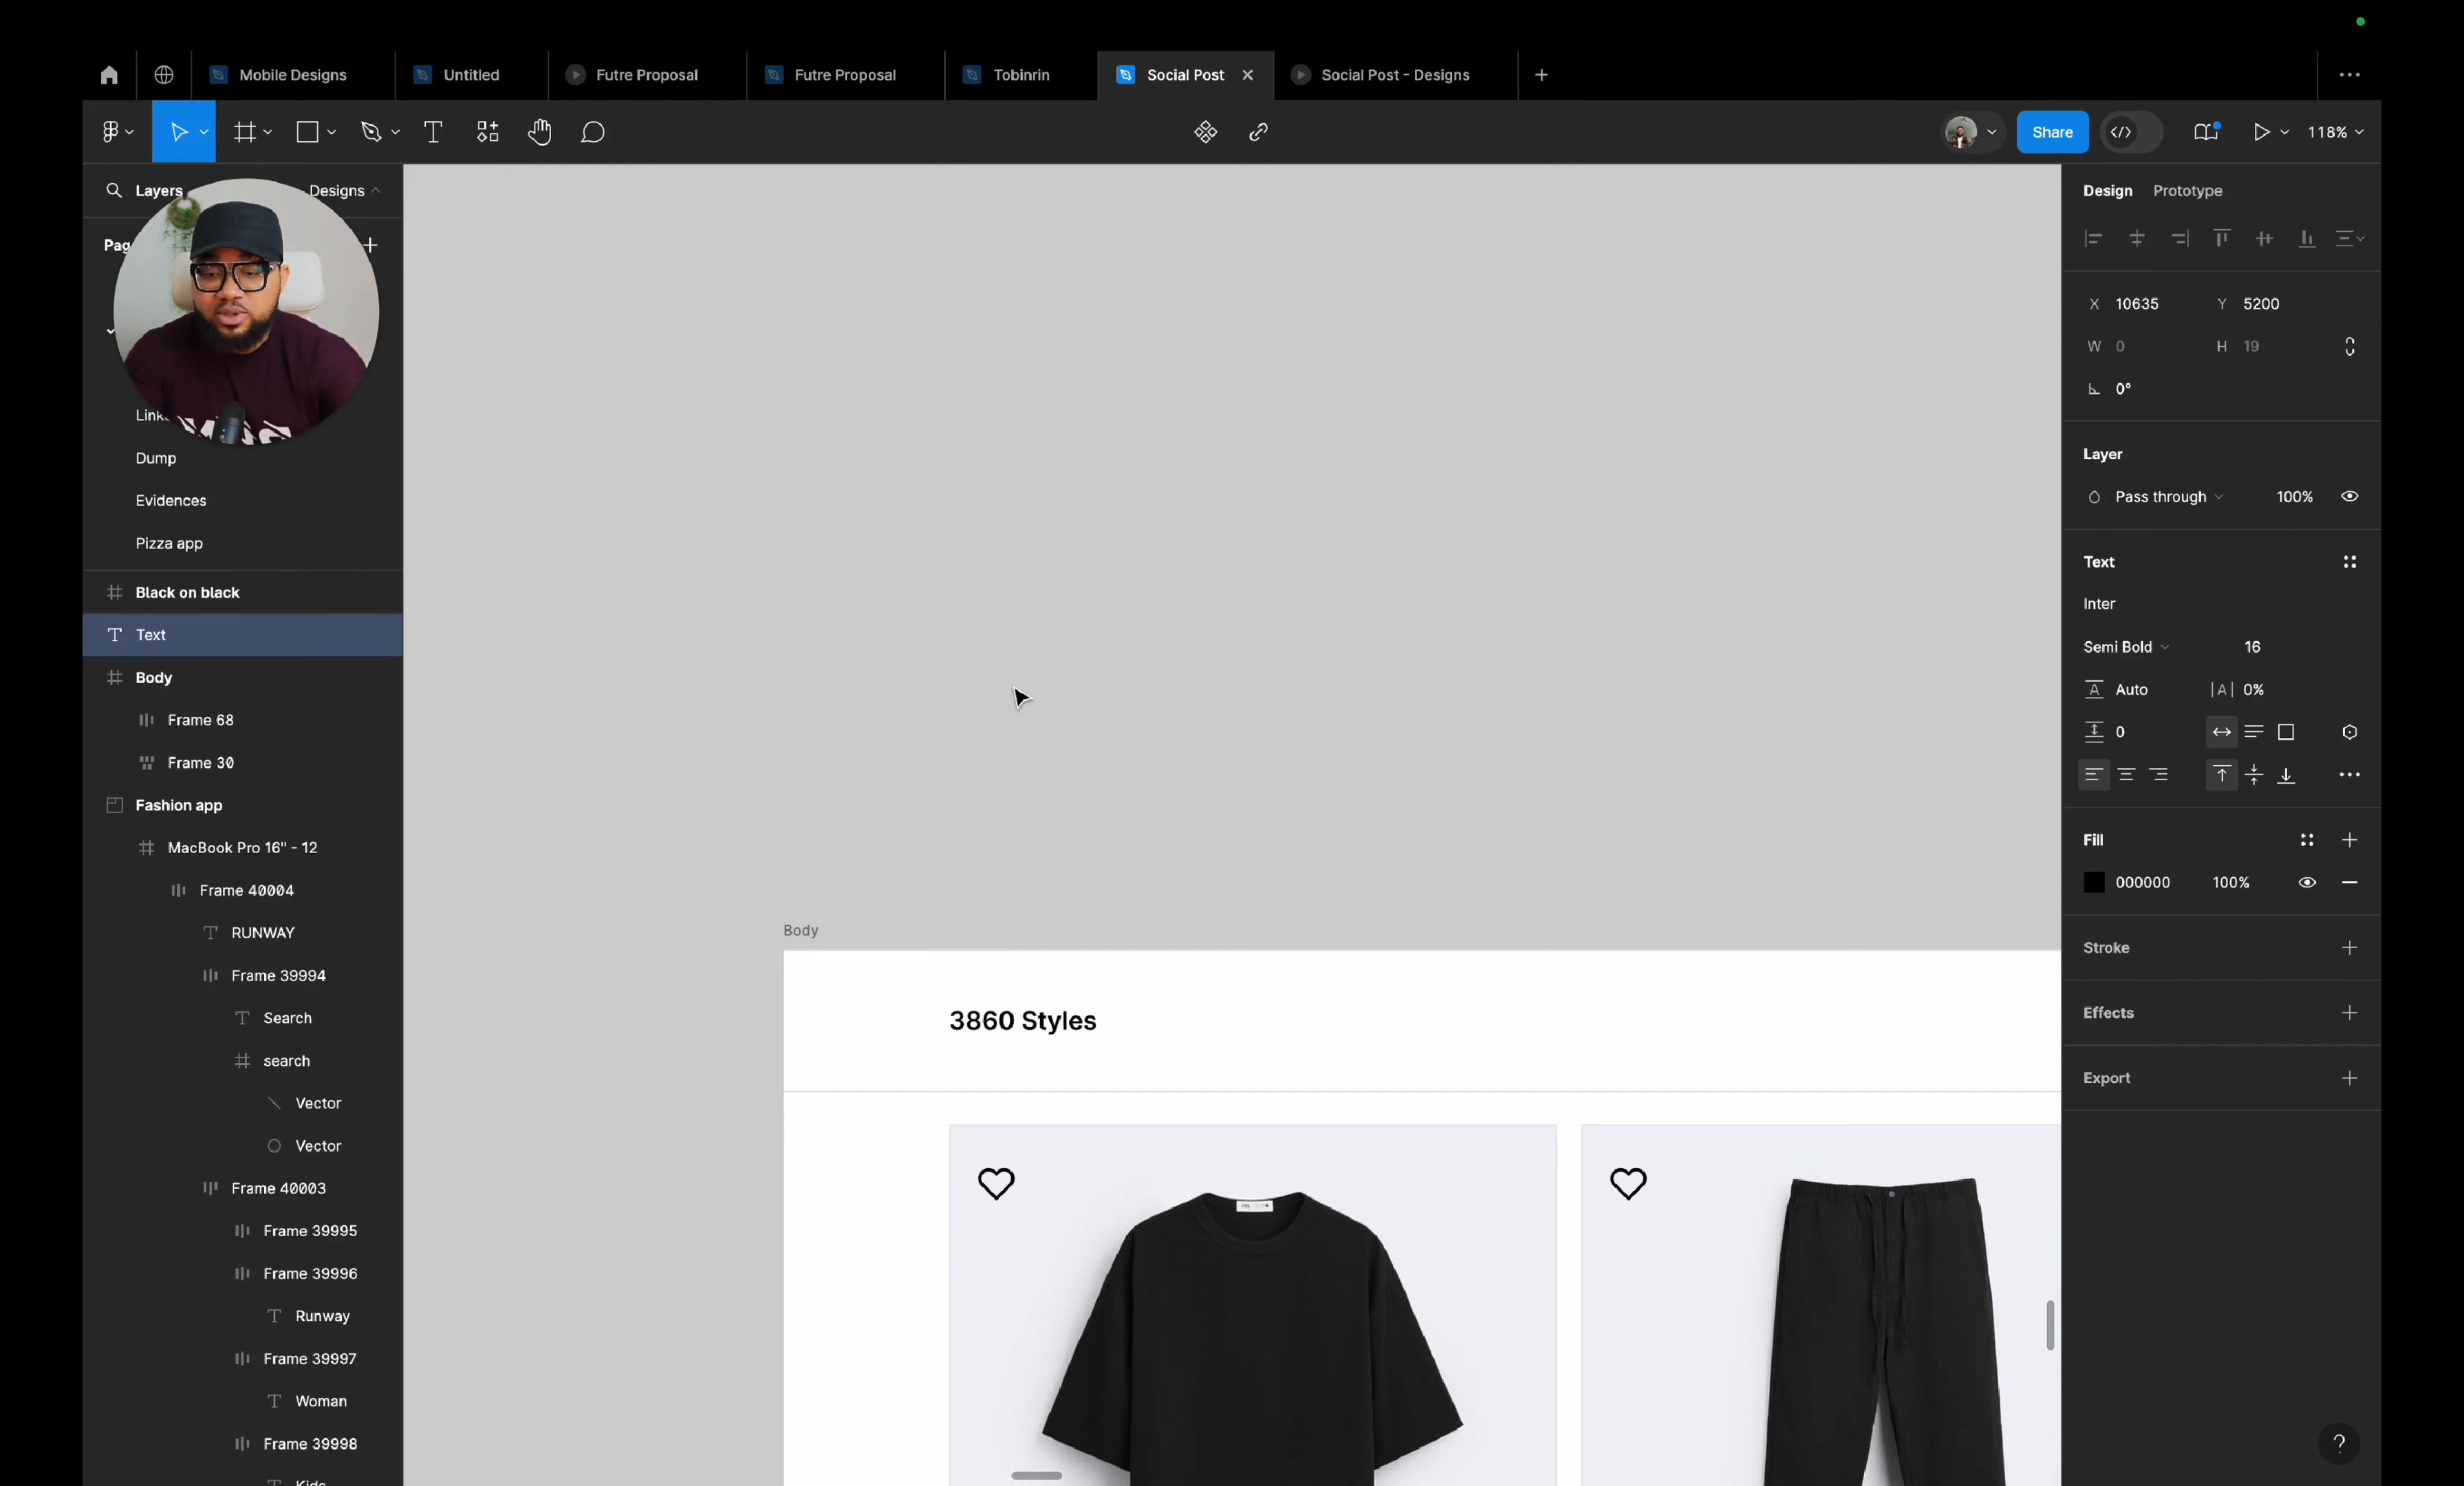 Mobile Designs
Untitled
Futre Proposal
Futre Proposal
Tobinrin
Social Post
Social Post - Designs
Share
118%
Layers
Designs
Pag
Link
Dump
Evidences
Pizza app
Black on black
Text
Body
Frame 68
Frame 30
Fashion app
MacBook Pro 16" - 12
Frame 40004
RUNWAY
Frame 39994
Search
search
Vector
Vector
Frame 40003
Frame 39995
Frame 39996
Runway
Frame 39997
Woman
Frame 39998
Kids
Body
3860 Styles
Design
Prototype
X 10635
Y 5200
W 0
H 19
0°
Layer
Pass through
100%
Text
Inter
Semi Bold
16
A Auto
|A| 0%
0
Fill
000000
100%
Stroke
Effects
Export
?